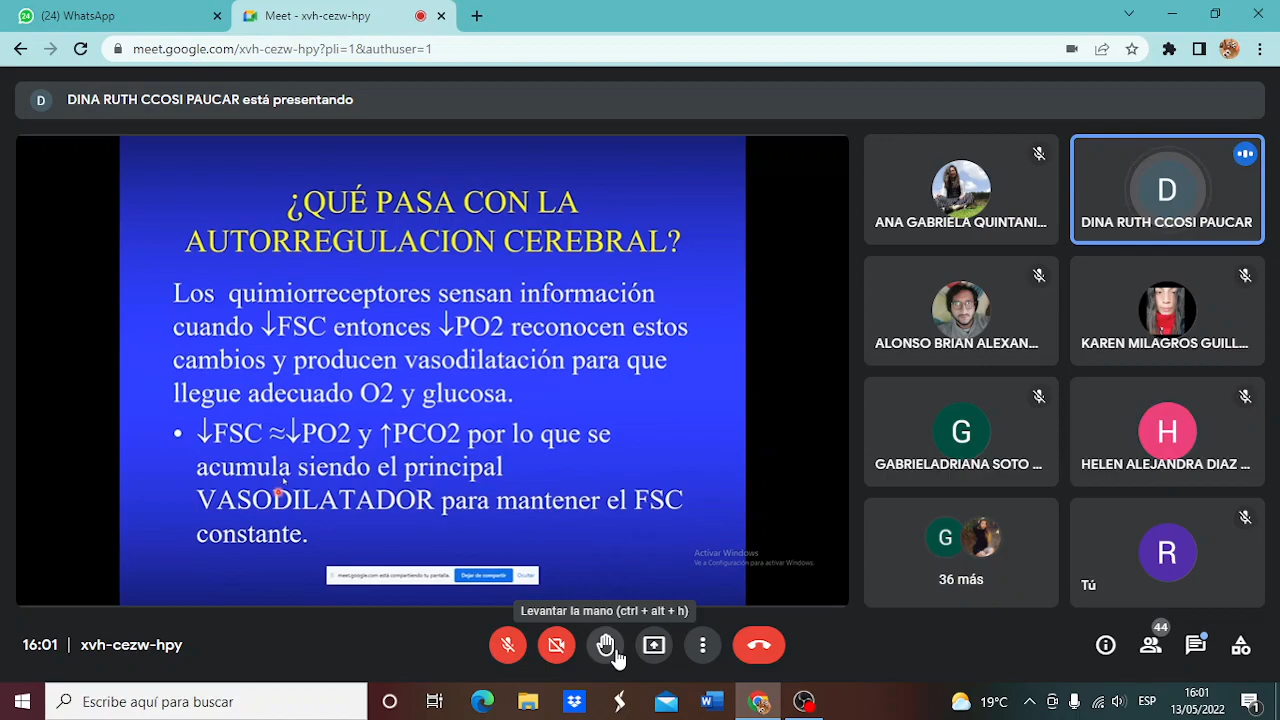 (24) WhatsApp
Meet - xvh-cezw-hpy
meet.google.com/xvh-cezw-hpy?pli=1&authuser=1
D
DINA RUTH CCOSI PAUCAR está presentando
¿QUÉ PASA CON LA
AUTORREGULACION CEREBRAL?
Los quimiorreceptores sensan información
cuando ↓FSC entonces ↓PO2 reconocen estos
cambios y producen vasodilatación para que
llegue adecuado O2 y glucosa.
• ↓FSC ≈↓PO2 y ↑PCO2 por lo que se
acumula siendo el principal
VASODILATADOR para mantener el FSC
constante.
Activar Windows
Ve a Configuración para activar Windows.
meet.google.com está compartiendo tu pantalla.
Dejar de compartir
Ocultar
ANA GABRIELA QUINTANI...
D
DINA RUTH CCOSI PAUCAR
ALONSO BRIAN ALEXAN...
KAREN MILAGROS GUILL...
G
GABRIELADRIANA SOTO ...
H
HELEN ALEJANDRA DIAZ ...
G
36 más
R
Tú
Levantar la mano (ctrl + alt + h)
16:01 | xvh-cezw-hpy
44
Escribe aquí para buscar
19°C
ESP
16:01
13/05/2022
1